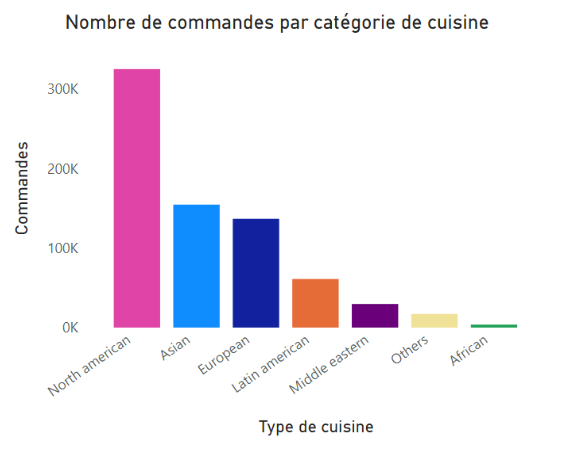 Nombre de commandes par catégorie de cuisine
Commandes
300K
200K
100K
0K
North american
Asian
European
Latin american
Middle eastern
Others
African
Type de cuisine